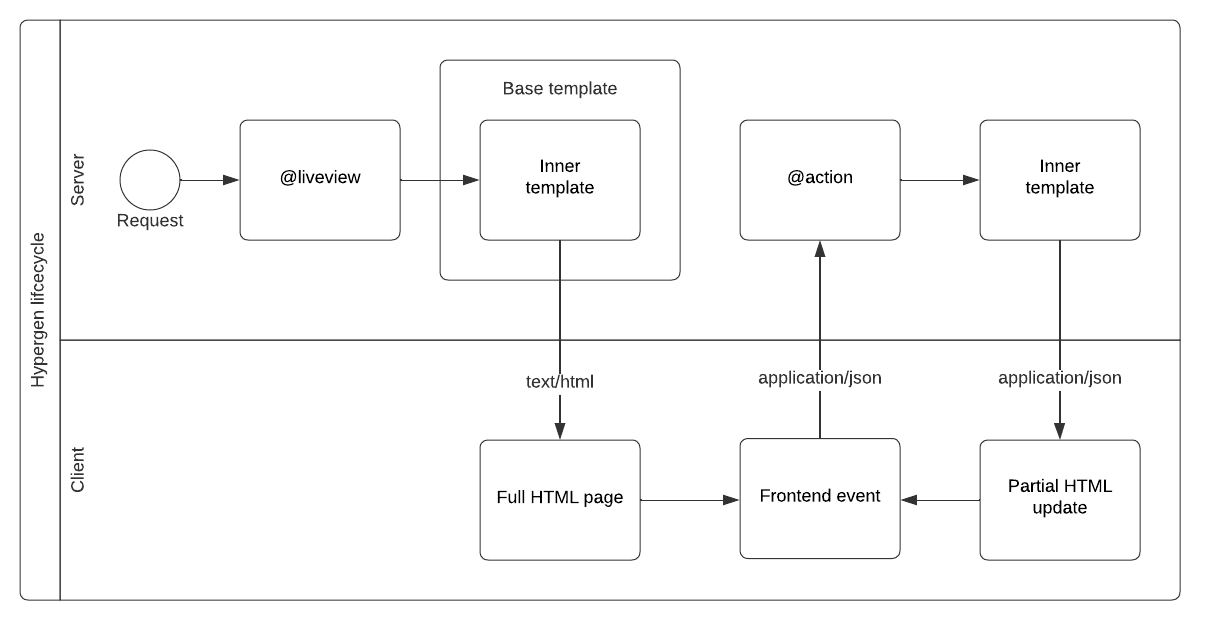 Hypergen lifcecycle
Server
Request
@liveview
Base template
Inner
template
@action
Inner
template
Client
text/html
application/json
application/json
Full HTML page
Frontend event
Partial HTML
update